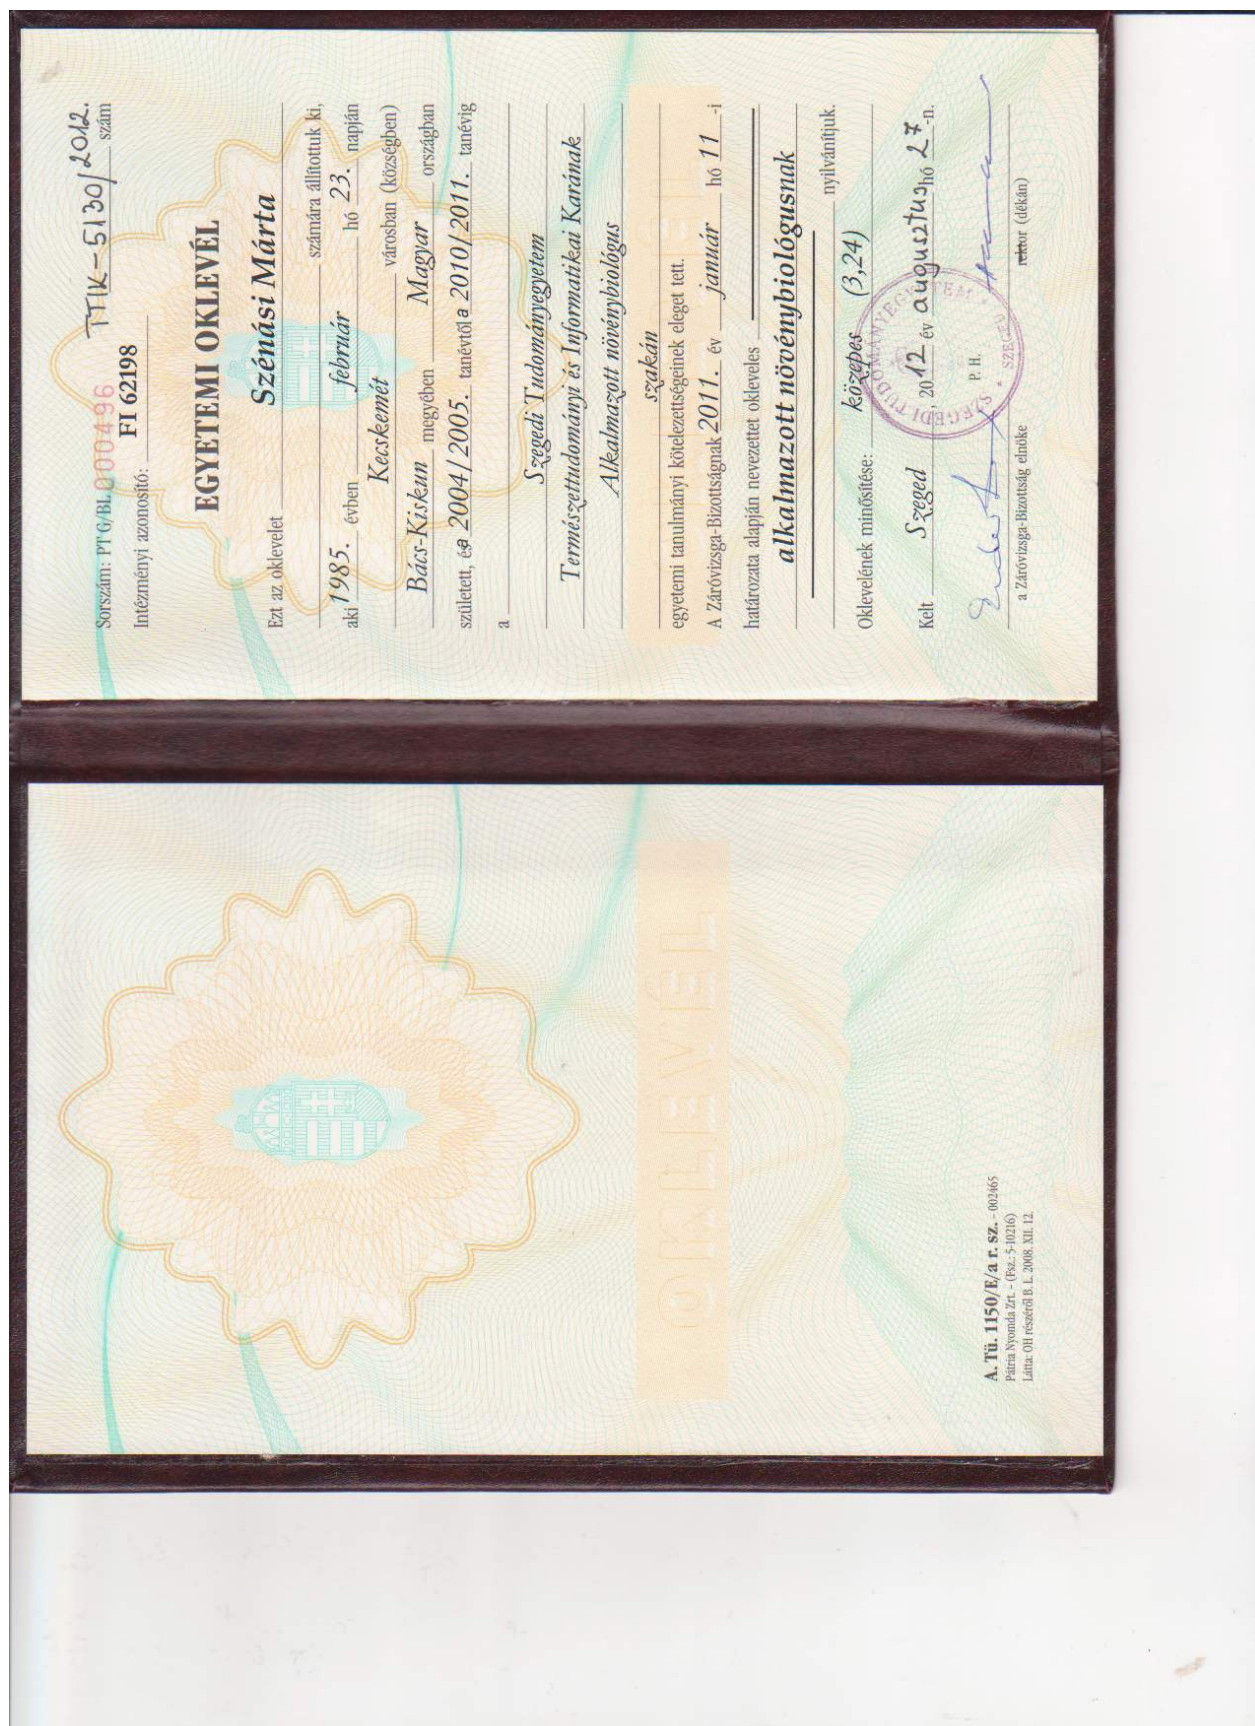 Sorszám: PT G/BL 000496 TTIK-5130/2012. szám
Intézményi azonosító: FI 62198
EGYETEMI OKLEVÉL
Ezt az oklevelet Szénási Márta
számára állítottuk ki,
aki 1985. évben február hó 23. napján
Kecskemét városban (községben)
Bács-Kiskun megyében Magyar országban
született, és a 2004/2005. tanévtől a 2010/2011. tanévig
a
Szegedi Tudományegyetem
Természettudományi és Informatikai Karának
Alkalmazott növénybiológus
szakán
egyetemi tanulmányi kötelezettségeinek eleget tett.
A Záróvizsga-Bizottságnak 2011. év január hó 11 -i
határozata alapján nevezettet okleveles
alkalmazott növénybiológusnak
nyilvánítjuk.
Oklevelének minősítése: közepes (3,24)
Kelt Szeged, 2012 év augusztus hó 27 -n.
P. H.
SZEGEDI TUDOMÁNYEGYETEM * SZEGED *
a Záróvizsga-Bizottság elnöke rektor (dékán)
OKLEVÉL
A. Tü. 1150/E/a r. sz. – 002465
Pátria Nyomda Zrt. – (Fsz.: 5-10216)
Látta: OH részéről B. L. 2008. XII. 12.